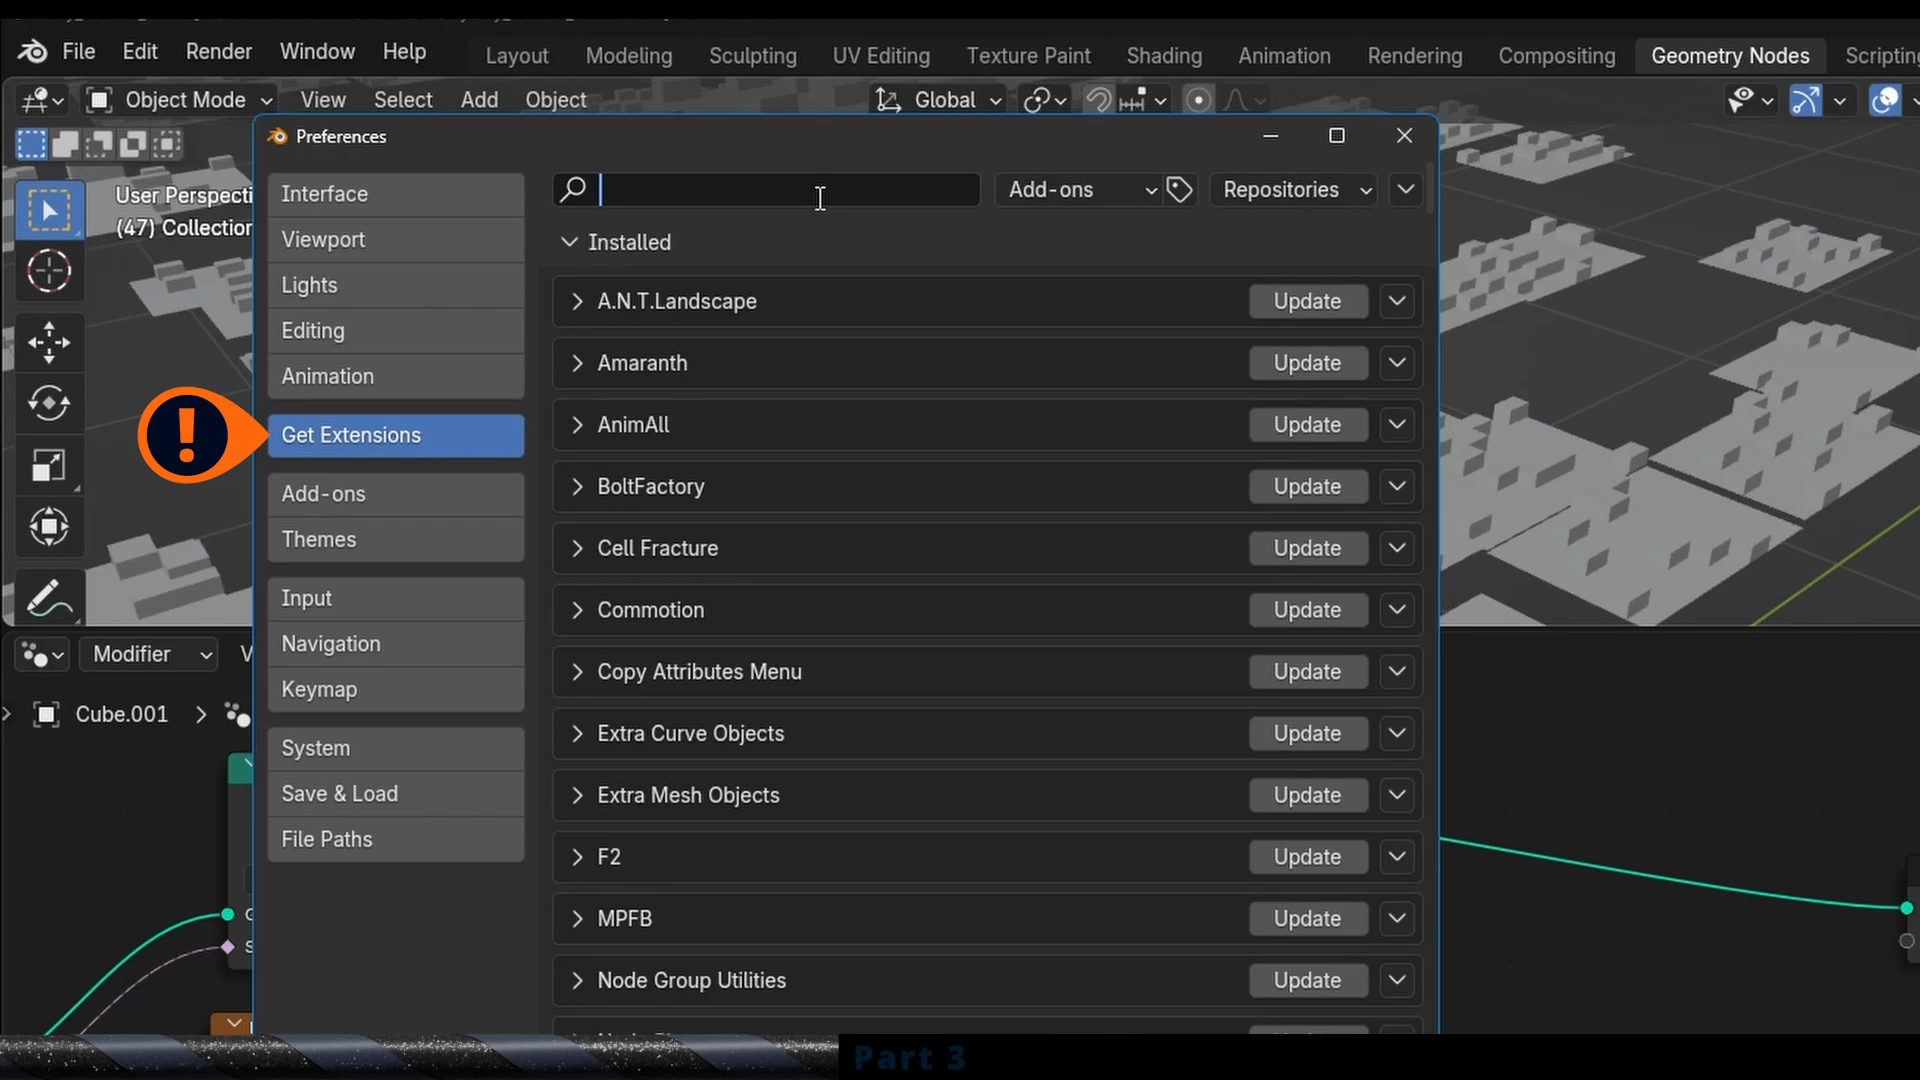 File Edit Render Window Help Layout Modeling Sculpting UV Editing Texture Paint Shading Animation Rendering Compositing Geometry Nodes Scripting
Object Mode View Select Add Object Global
Preferences
User Perspecti
(47) Collection
Interface
Viewport
Lights
Editing
Animation
Get Extensions
Add-ons
Themes
Input
Navigation
Keymap
System
Save & Load
File Paths
Add-ons Repositories
Installed
A.N.T.Landscape Update
Amaranth Update
AnimAll Update
BoltFactory Update
Cell Fracture Update
Commotion Update
Copy Attributes Menu Update
Extra Curve Objects Update
Extra Mesh Objects Update
F2 Update
MPFB Update
Node Group Utilities Update
!
Modifier V
Cube.001
Part 3